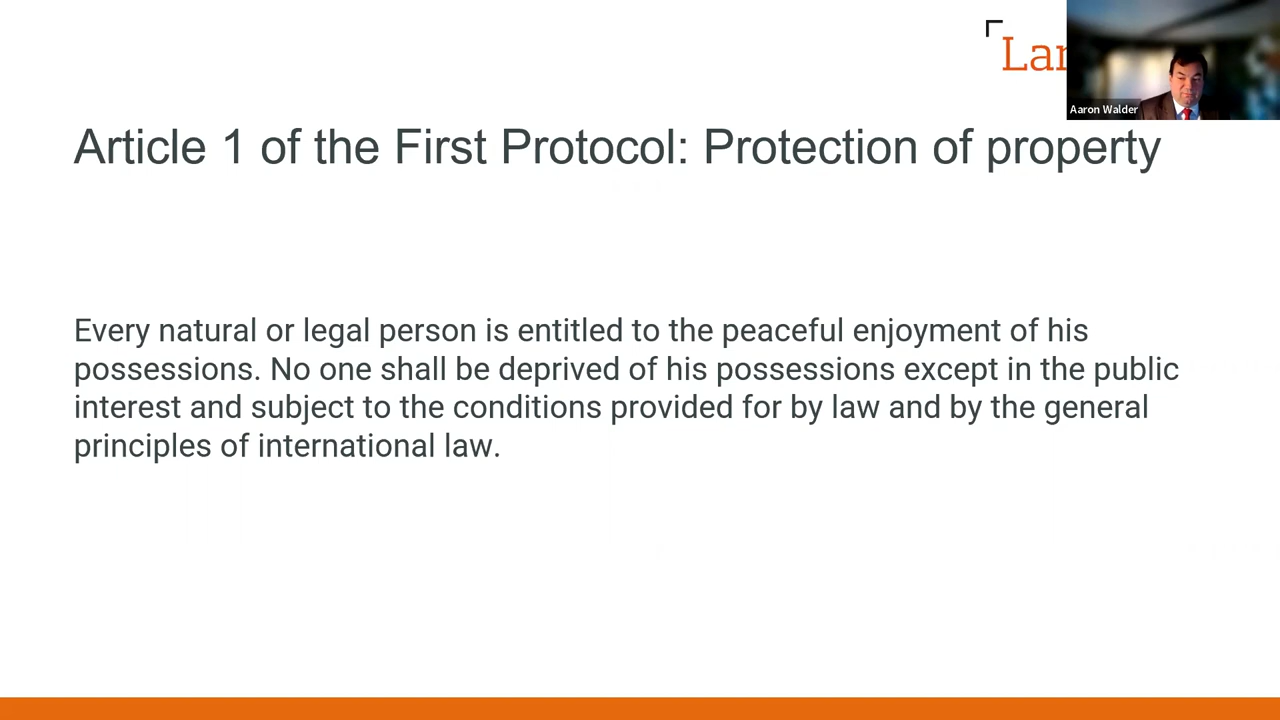 Lan
Aaron Walder
Article 1 of the First Protocol: Protection of property
Every natural or legal person is entitled to the peaceful enjoyment of his
possessions. No one shall be deprived of his possessions except in the public
interest and subject to the conditions provided for by law and by the general
principles of international law.